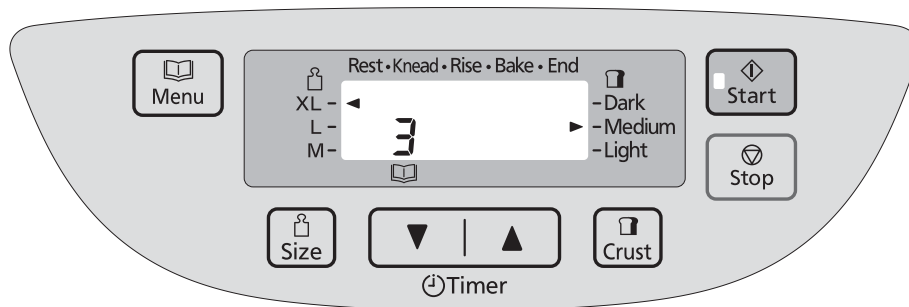 Rest • Knead • Rise • Bake • End
Menu
XL – – Dark
L – 3 – Medium
M – – Light
Start
Stop
Size
Crust
Timer